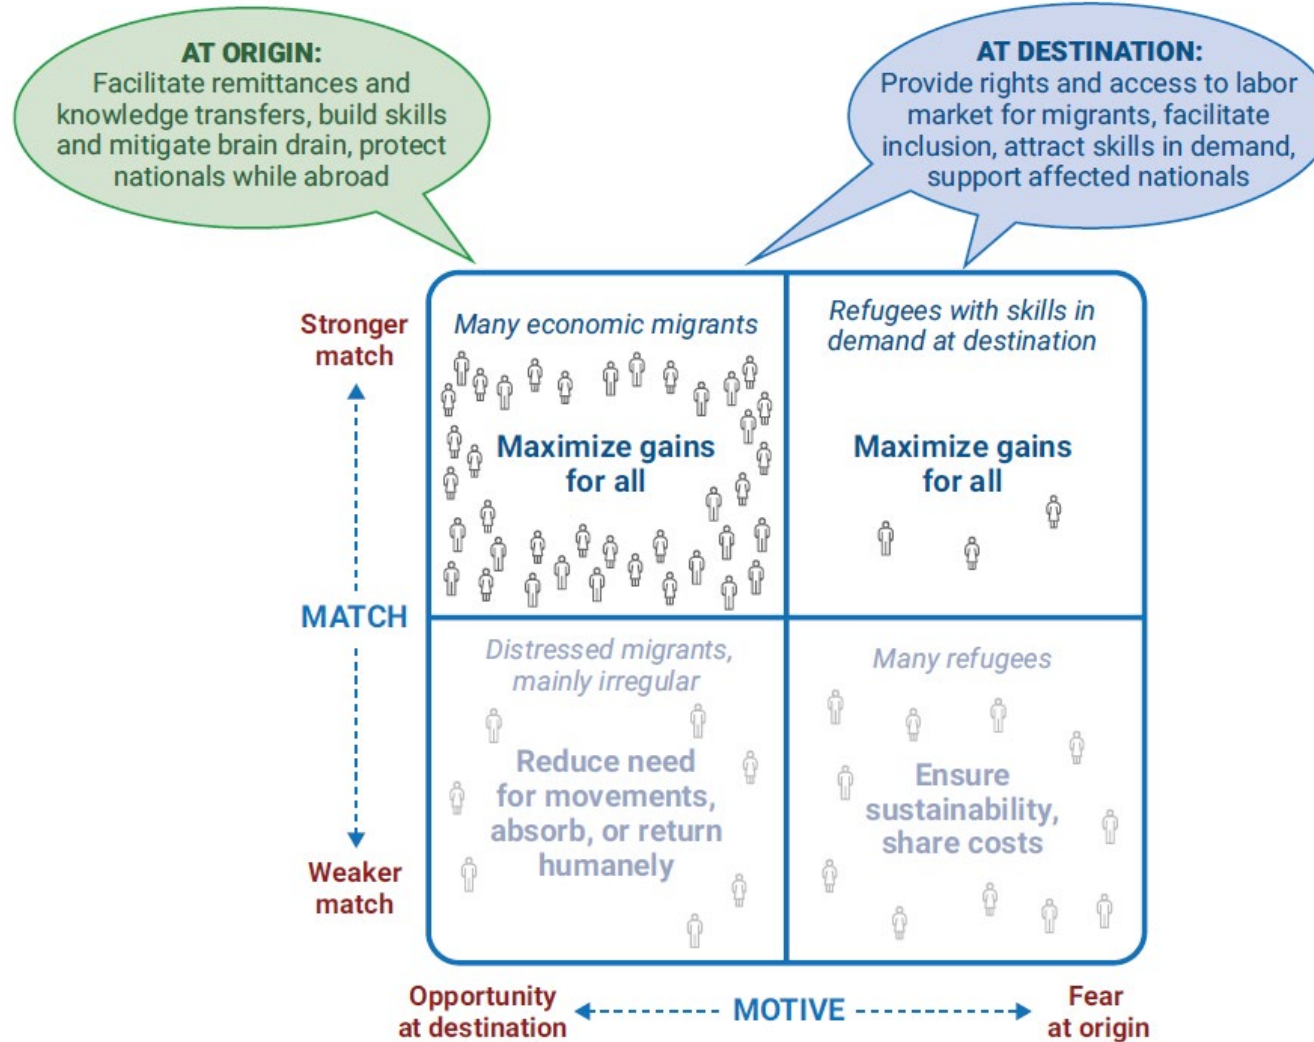 AT ORIGIN:
Facilitate remittances and
knowledge transfers, build skills
and mitigate brain drain, protect
nationals while abroad
AT DESTINATION:
Provide rights and access to labor
market for migrants, facilitate
inclusion, attract skills in demand,
support affected nationals
Stronger
match
MATCH
Weaker
match
Many economic migrants
Maximize gains
for all
Refugees with skills in
demand at destination
Maximize gains
for all
Distressed migrants,
mainly irregular
Reduce need
for movements,
absorb, or return
humanely
Many refugees
Ensure
sustainability,
share costs
Opportunity
at destination
MOTIVE
Fear
at origin